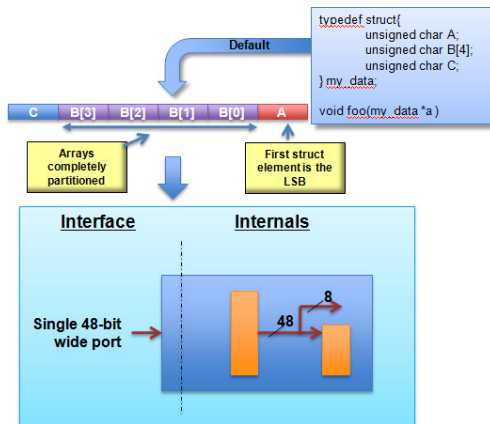 typedef struct{
unsigned char A;
unsigned char B[4];
unsigned char C;
} my_data;
void foo(my_data *a )
Default
C B[3] B[2] B[1] B[0] A
Arrays
completely
partitioned
First struct
element is the
LSB
Interface
Internals
Single 48-bit
wide port
8
48